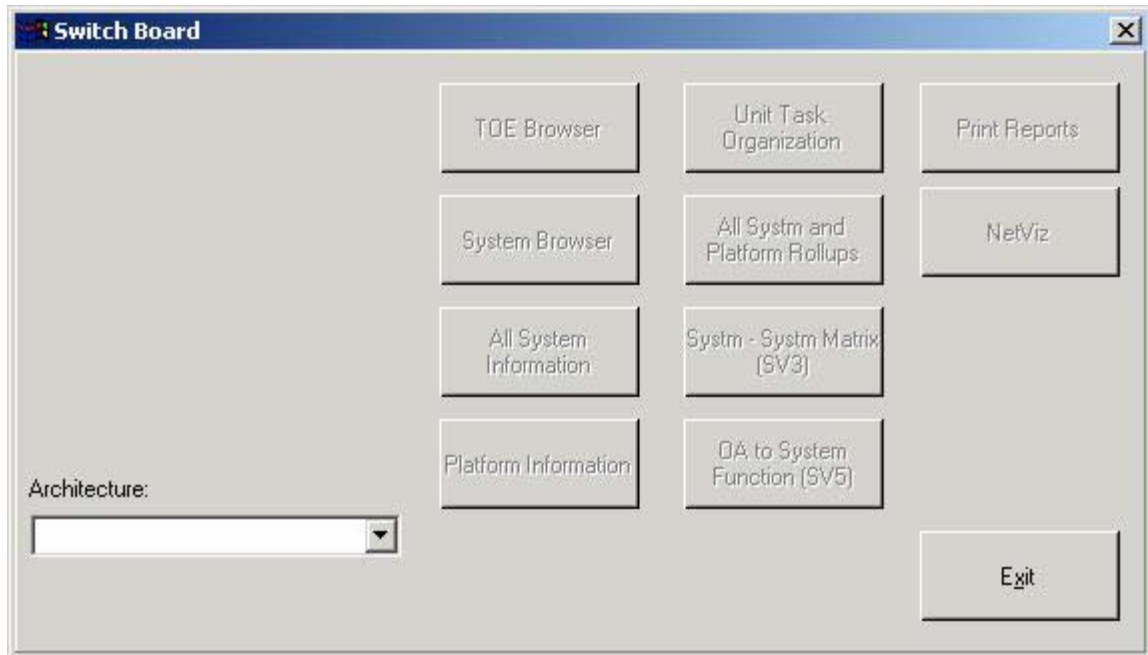 Switch Board
TOE Browser
Unit Task
Organization
Print Reports
System Browser
All Systm and
Platform Rollups
NetViz
All System
Information
Systm - Systm Matrix
(SV3)
Platform Information
OA to System
Function (SV5)
Architecture:
Exit